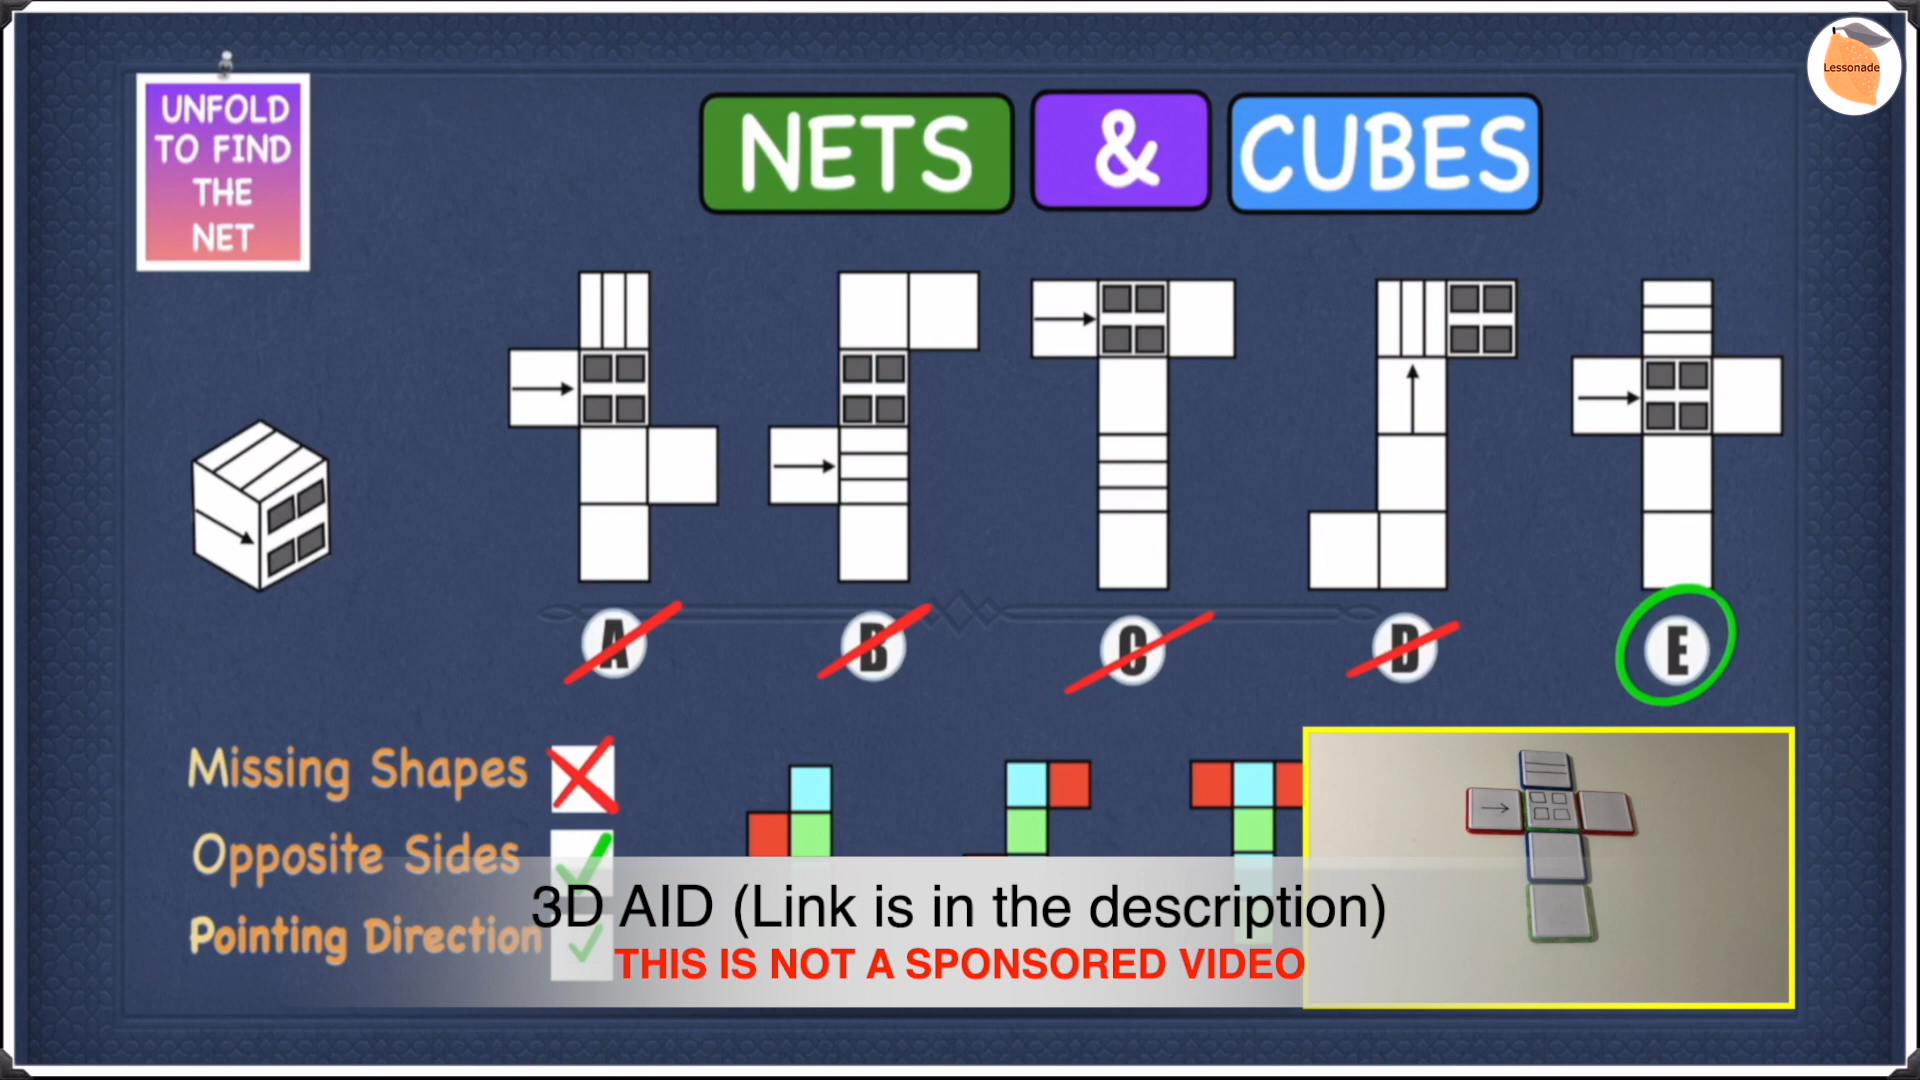 Lessonade
UNFOLD
TO FIND
THE
NET
NETS & CUBES
A
B
C
D
E
Missing Shapes
Opposite Sides
Pointing Direction
3D AID (Link is in the description)
THIS IS NOT A SPONSORED VIDEO